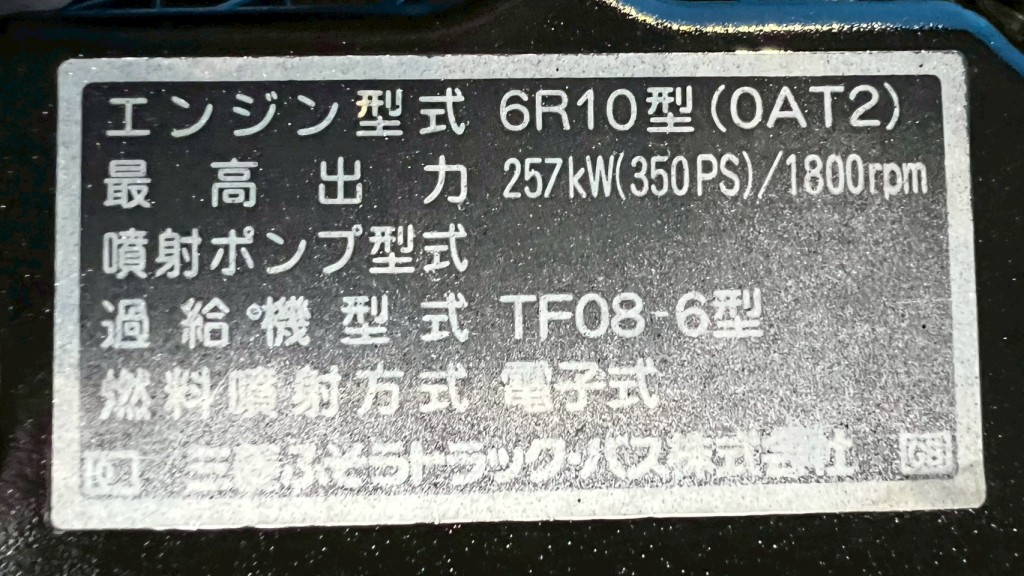 エンジン型式 6R10型(0AT2)
最高出力 257kW(350PS)/1800rpm
噴射ポンプ型式
過給機型式 TF08-6型
燃料噴射方式 電子式
三菱ふそうトラック・バス株式会社